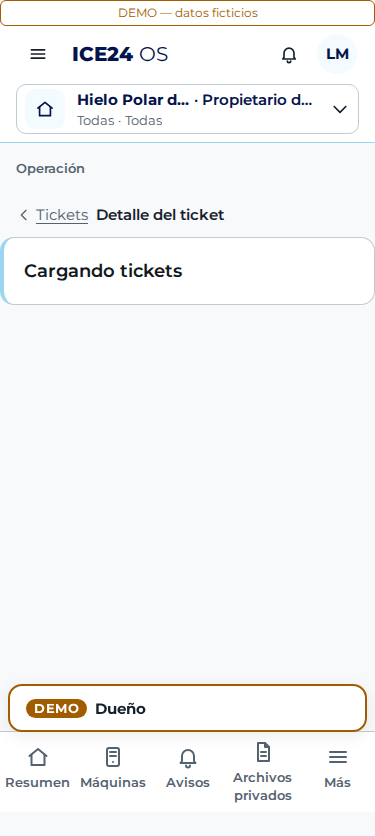 DEMO — datos ficticios
ICE24 OS
LM
Hielo Polar d... · Propietario d...
Todas · Todas
Operación
Tickets Detalle del ticket
Cargando tickets
DEMO Dueño
Resumen Máquinas Avisos Archivos privados Más